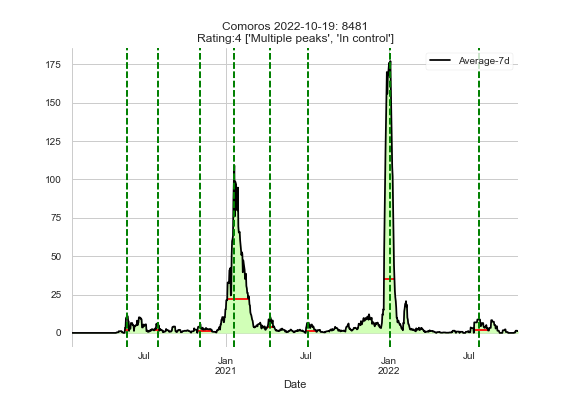 Comoros 2022-10-19: 8481
Rating:4 ['Multiple peaks', 'In control']
Average-7d
175
150
125
100
75
50
25
0
Jul
Jan
2021
Jul
Jan
2022
Jul
Date